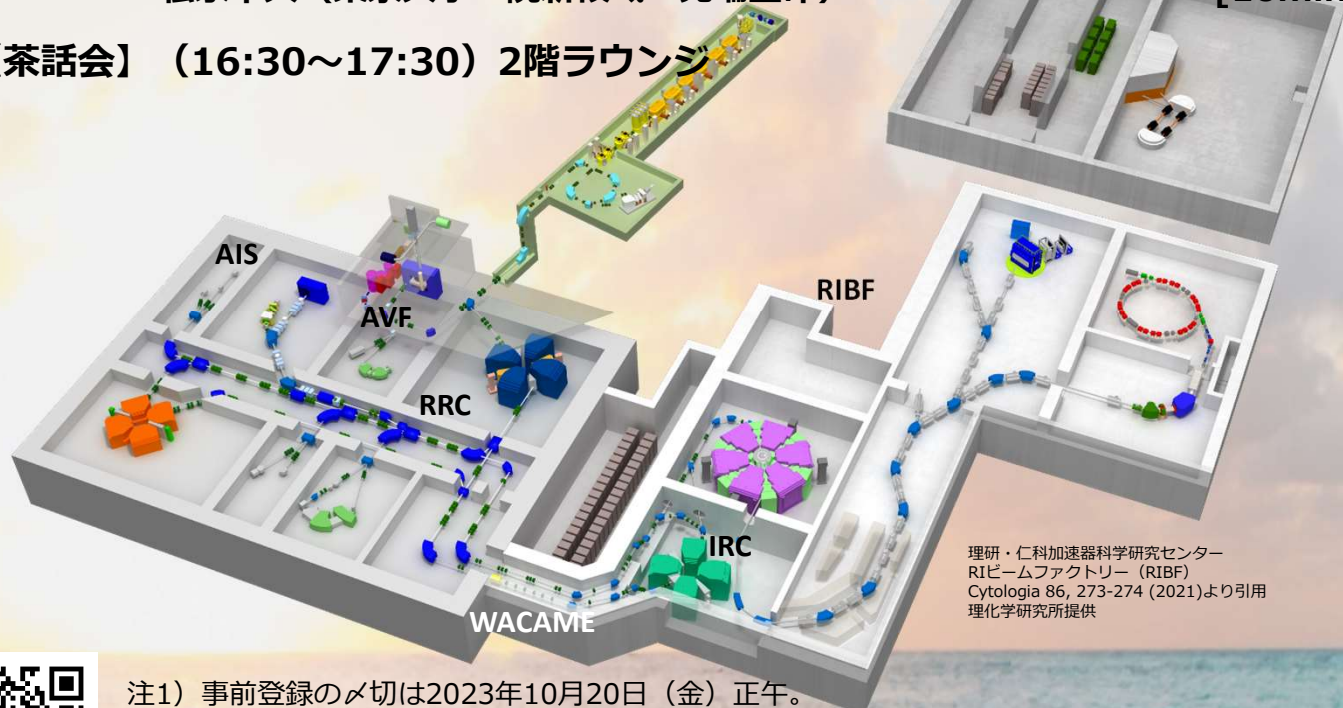 【茶話会】（16:30～17:30）2階ラウンジ
AIS
AVF
RIBF
RRC
IRC
WACAME
理研・仁科加速器科学研究センター
RIビームファクトリー（RIBF）
Cytologia 86, 273-274 (2021)より引用
理化学研究所提供
注1）事前登録の〆切は2023年10月20日（金）正午。